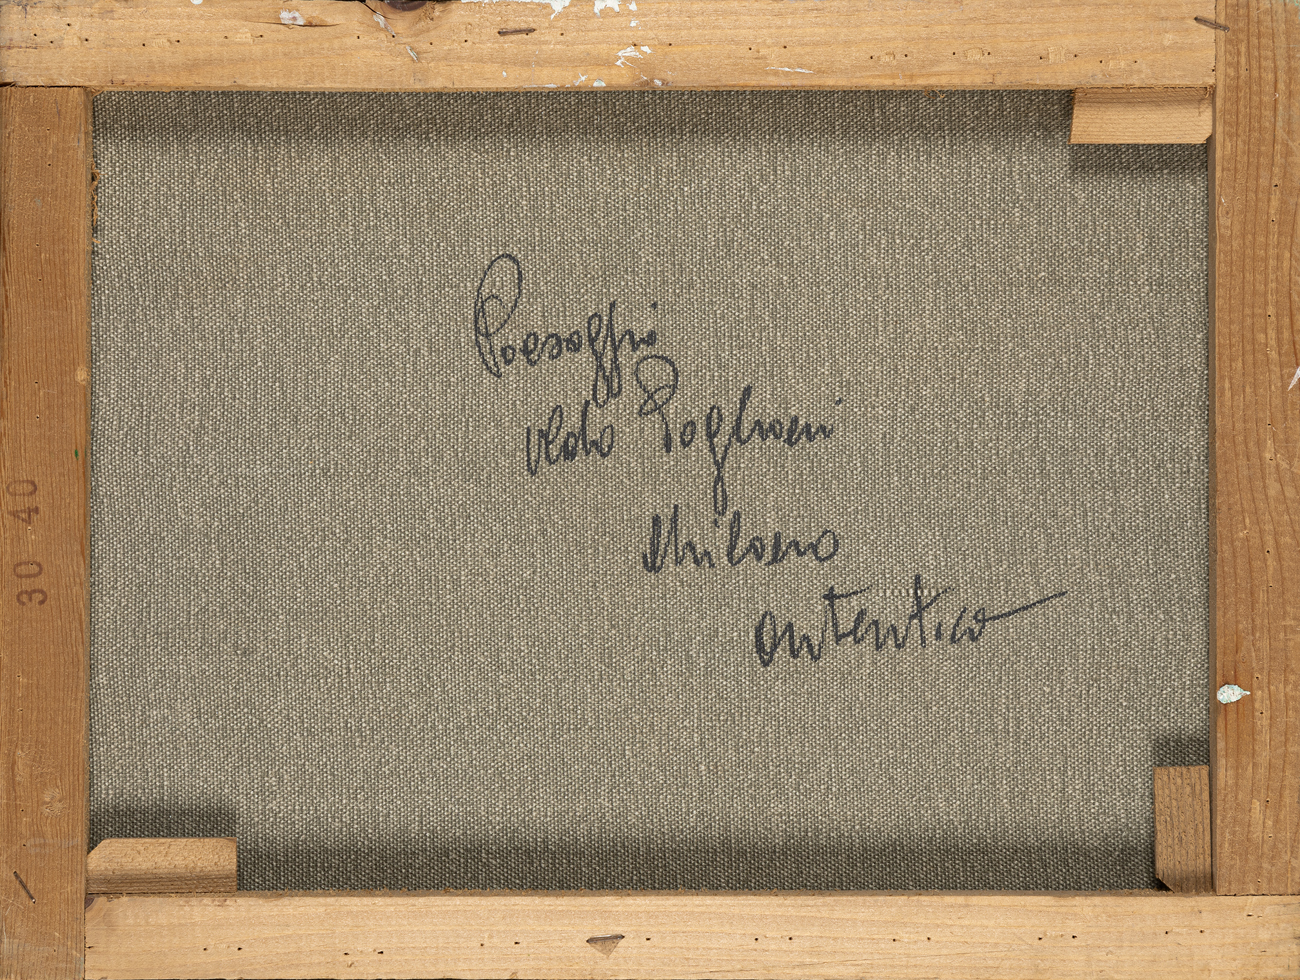 Paesaggio
Aldo Pagliacci
Milano
autentico
30 40